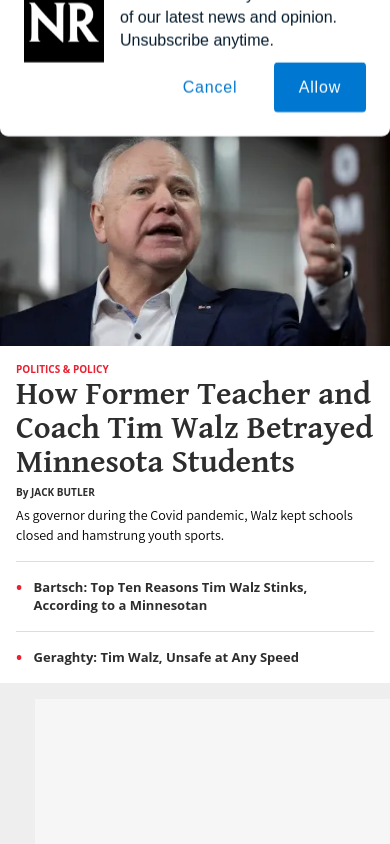 NR
of our latest news and opinion.
Unsubscribe anytime.
Cancel
Allow
POLITICS & POLICY
How Former Teacher and
Coach Tim Walz Betrayed
Minnesota Students
By JACK BUTLER
As governor during the Covid pandemic, Walz kept schools
closed and hamstrung youth sports.
Bartsch: Top Ten Reasons Tim Walz Stinks,
According to a Minnesotan
Geraghty: Tim Walz, Unsafe at Any Speed